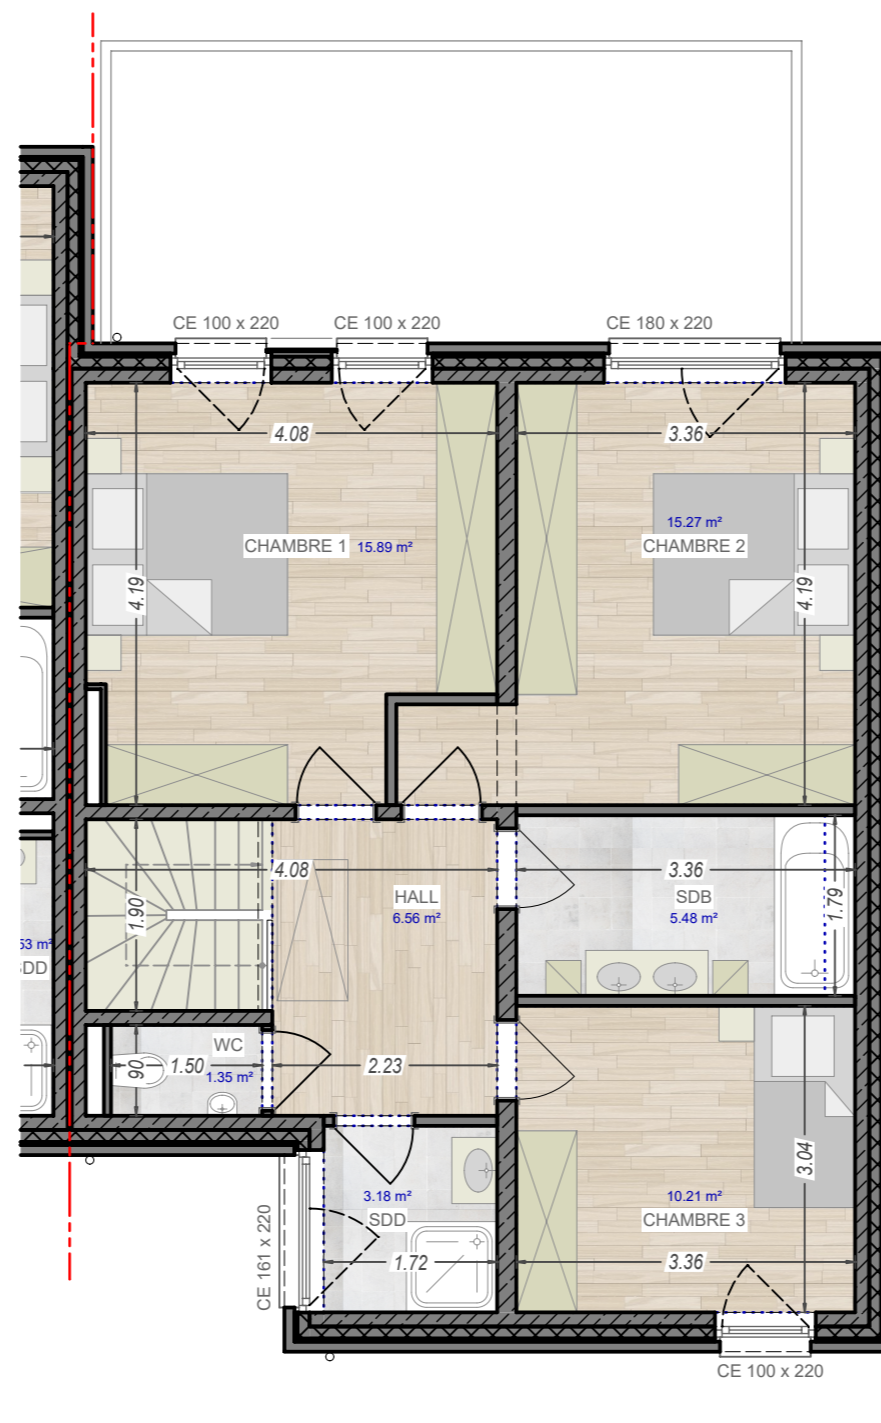 CE 100 x 220
CE 100 x 220
CE 180 x 220
4.08
3.36
15.27 m²
CHAMBRE 1
15.89 m²
CHAMBRE 2
4.19
4.19
4.08
HALL
6.56 m²
3.36
SDB
5.48 m²
1.90
1.79
53 m²
DD
WC
90
1.50
1.35 m²
2.23
3.04
3.18 m²
SDD
10.21 m²
CHAMBRE 3
CE 161 x 220
1.72
3.36
CE 100 x 220